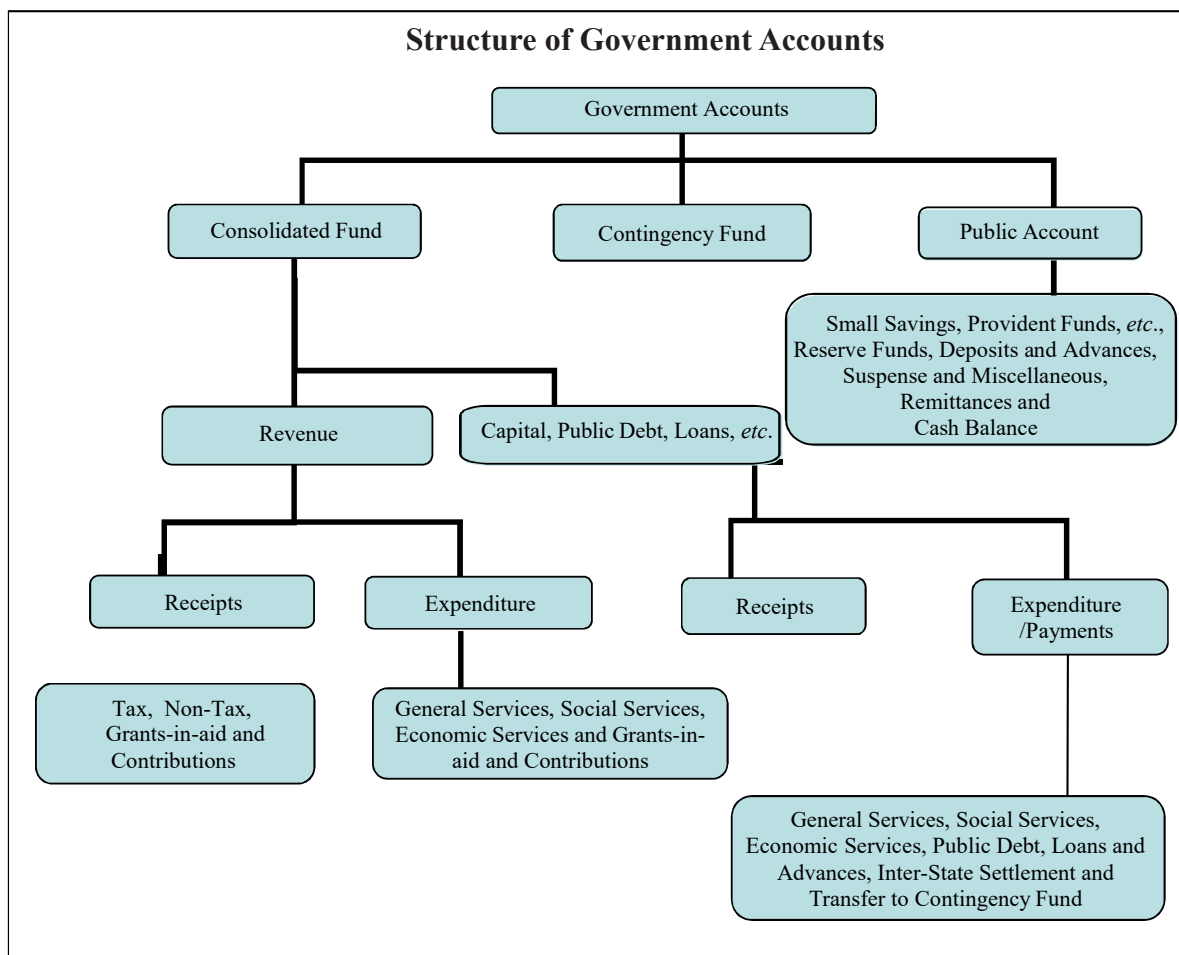 Structure of Government Accounts
Government Accounts
Consolidated Fund
Contingency Fund
Public Account
Small Savings, Provident Funds, etc.,
Reserve Funds, Deposits and Advances,
Suspense and Miscellaneous,
Remittances and
Cash Balance
Revenue
Capital, Public Debt, Loans, etc.
Receipts
Expenditure
Receipts
Expenditure
/Payments
Tax, Non-Tax,
Grants-in-aid and
Contributions
General Services, Social Services,
Economic Services and Grants-in-
aid and Contributions
General Services, Social Services,
Economic Services, Public Debt, Loans and
Advances, Inter-State Settlement and
Transfer to Contingency Fund